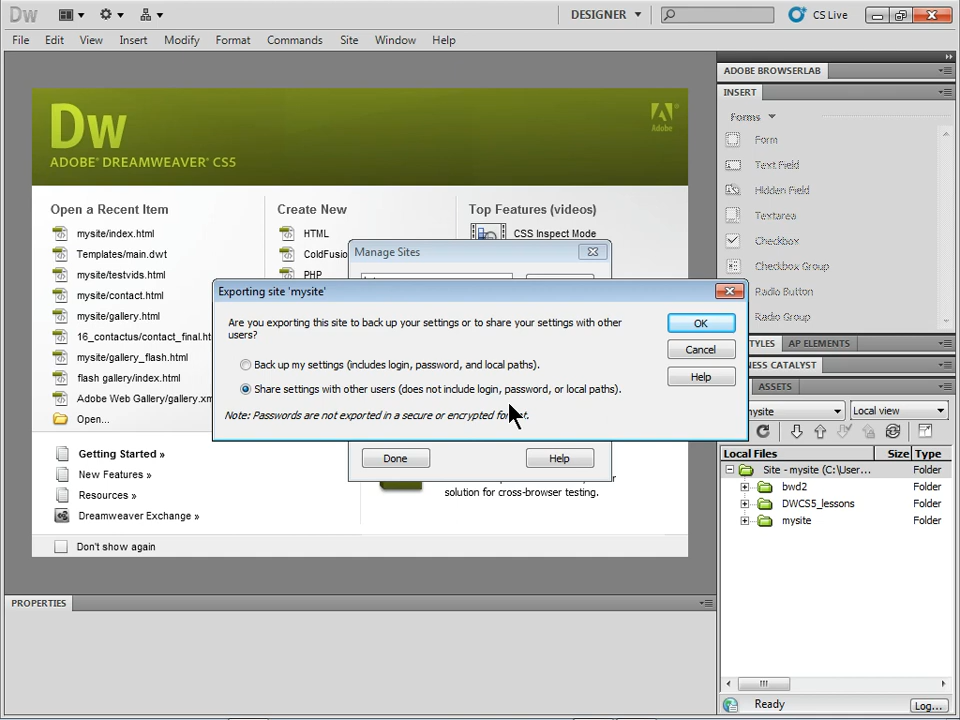 Dw
DESIGNER
CS Live
File Edit View Insert Modify Format Commands Site Window Help
ADOBE BROWSERLAB
INSERT
Forms
Form
Text Field
Hidden Field
Textarea
Checkbox
Checkbox Group
Radio Button
Radio Group
Dw
ADOBE® DREAMWEAVER® CS5
Adobe
Open a Recent Item
mysite/index.html
Templates/main.dwt
mysite/testvids.html
mysite/contact.html
mysite/gallery.html
16_contactus/contact_final.ht
mysite/gallery_flash.html
flash gallery/index.html
Adobe Web Gallery/gallery.xm
Open...
Create New
HTML
ColdFusio
PHP
Top Features (videos)
CSS Inspect Mode
Manage Sites
Exporting site 'mysite'
Are you exporting this site to back up your settings or to share your settings with other
users?
Back up my settings (includes login, password, and local paths).
Share settings with other users (does not include login, password, or local paths).
Note: Passwords are not exported in a secure or encrypted
OK
Cancel
Help
Done
Help
solution for cross-browser testing.
Getting Started »
New Features »
Resources »
Dreamweaver Exchange »
Don't show again
TYLES
AP ELEMENTS
NESS CATALYST
ASSETS
mysite
Local view
Local Files Size Type
Site - mysite (C:\User... Folder
bwd2 Folder
DWCS5_lessons Folder
mysite Folder
Ready
Log...
PROPERTIES